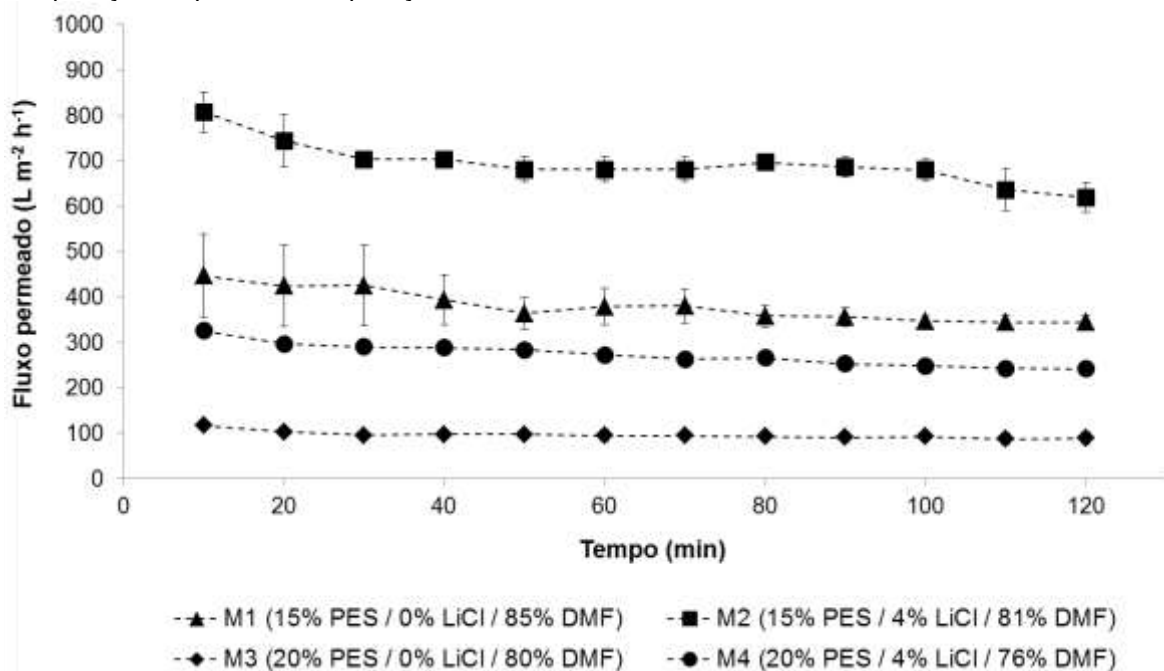 1000
900
800
700
600
500
400
300
200
100
0
Fluxo permeado (L m⁻² h⁻¹)
0 20 40 60 80 100 120
Tempo (min)
M1 (15% PES / 0% LiCl / 85% DMF) M2 (15% PES / 4% LiCl / 81% DMF)
M3 (20% PES / 0% LiCl / 80% DMF) M4 (20% PES / 4% LiCl / 76% DMF)